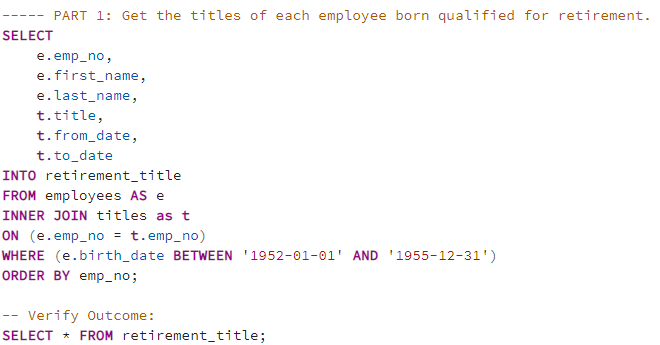 ----- PART 1: Get the titles of each employee born qualified for retirement.
SELECT
    e.emp_no,
    e.first_name,
    e.last_name,
    t.title,
    t.from_date,
    t.to_date
INTO retirement_title
FROM employees AS e
INNER JOIN titles as t
ON (e.emp_no = t.emp_no)
WHERE (e.birth_date BETWEEN '1952-01-01' AND '1955-12-31')
ORDER BY emp_no;

-- Verify Outcome:
SELECT * FROM retirement_title;